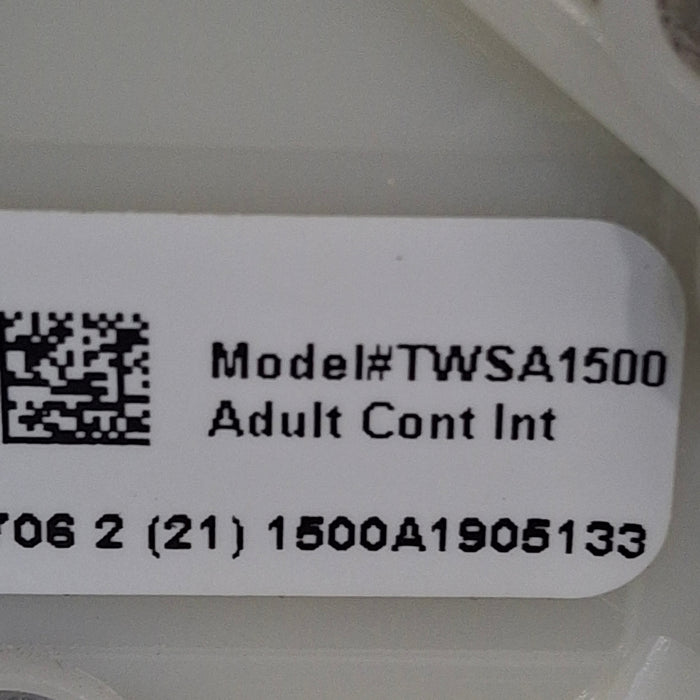 Model#TWSA1500
Adult Cont Int
706 2 (21) 1500A1905133